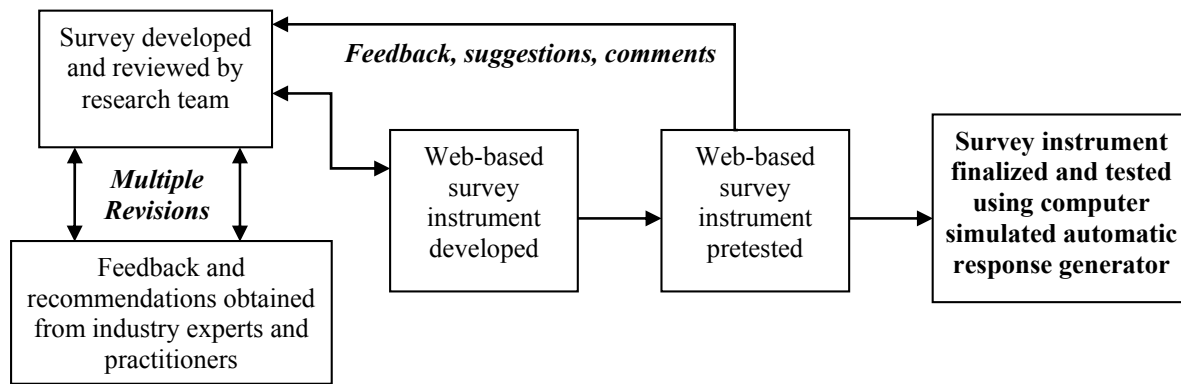 Survey developed
and reviewed by
research team
Feedback, suggestions, comments
Multiple
Revisions
Feedback and
recommendations obtained
from industry experts and
practitioners
Web-based
survey
instrument
developed
Web-based
survey
instrument
pretested
Survey instrument
finalized and tested
using computer
simulated automatic
response generator